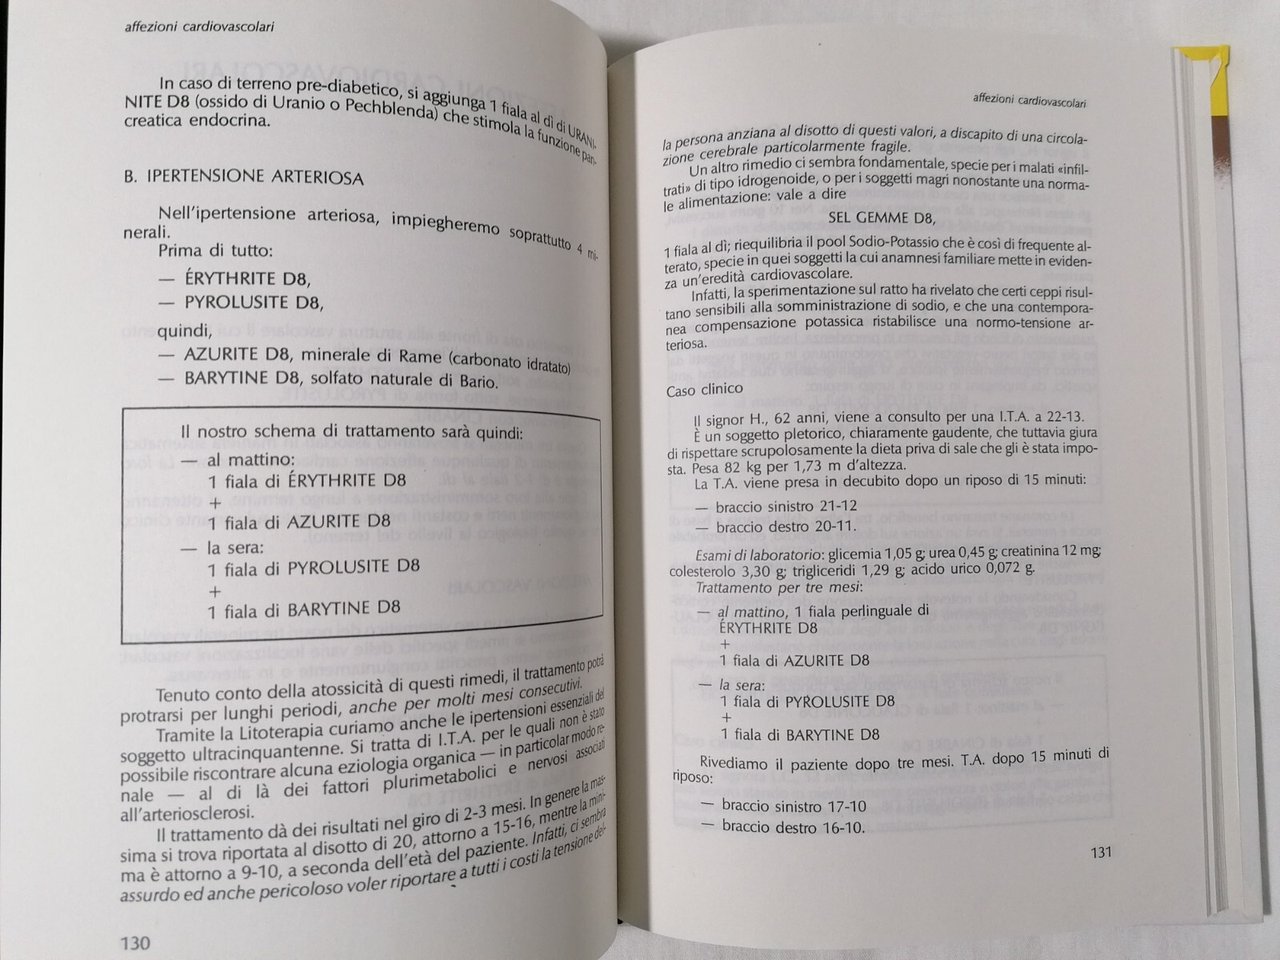 affezioni cardiovascolari
In caso di terreno pre-diabetico, si aggiunga 1 fiala al dì di URANI-
NITE D8 (ossido di Uranio o Pechblenda) che stimola la funzione pan-
creatica endocrina.
B. IPERTENSIONE ARTERIOSA
Nell'ipertensione arteriosa, impiegheremo soprattutto 4 mi-
nerali.
Prima di tutto:
— ÉRYTHRITE D8,
— PYROLUSITE D8,
quindi,
— AZURITE D8, minerale di Rame (carbonato idratato)
— BARYTINE D8, solfato naturale di Bario.
Il nostro schema di trattamento sarà quindi:
— al mattino:
1 fiala di ÉRYTHRITE D8
+
1 fiala di AZURITE D8
— la sera:
1 fiala di PYROLUSITE D8
+
1 fiala di BARYTINE D8
Tenuto conto della atossicità di questi rimedi, il trattamento potrà
protrarsi per lunghi periodi, anche per molti mesi consecutivi.
Tramite la Litoterapia curiamo anche le ipertensioni essenziali del
soggetto ultracinquantenne. Si tratta di I.T.A. per le quali non è stato
possibile riscontrare alcuna eziologia organica — in particolar modo re-
nale — al di là dei fattori plurimetabolici e nervosi associati
all'arteriosclerosi.
Il trattamento dà dei risultati nel giro di 2-3 mesi. In genere la mas-
sima si trova riportata al disotto di 20, attorno a 15-16, mentre la mini-
ma è attorno a 9-10, a seconda dell'età del paziente. Infatti, ci sembra
assurdo ed anche pericoloso voler riportare a tutti i costi la tensione del-
130
affezioni cardiovascolari
la persona anziana al disotto di questi valori, a discapito di una circola-
zione cerebrale particolarmente fragile.
Un altro rimedio ci sembra fondamentale, specie per i malati «infil-
trati» di tipo idrogenoide, o per i soggetti magri nonostante una norma-
le alimentazione: vale a dire
SEL GEMME D8,
1 fiala al dì; riequilibria il pool Sodio-Potassio che è così di frequente al-
terato, specie in quei soggetti la cui anamnesi familiare mette in eviden-
za un'eredità cardiovascolare.
Infatti, la sperimentazione sul ratto ha rivelato che certi ceppi risul-
tano sensibili alla somministrazione di sodio, e che una contempora-
nea compensazione potassica ristabilisce una normo-tensione ar-
teriosa.
Caso clinico
Il signor H., 62 anni, viene a consulto per una I.T.A. a 22-13.
È un soggetto pletorico, chiaramente gaudente, che tuttavia giura
di rispettare scrupolosamente la dieta priva di sale che gli è stata impo-
sta. Pesa 82 kg per 1,73 m d'altezza.
La T.A. viene presa in decubito dopo un riposo di 15 minuti:
— braccio sinistro 21-12
— braccio destro 20-11.
Esami di laboratorio: glicemia 1,05 g; urea 0,45 g; creatinina 12 mg;
colesterolo 3,30 g; trigliceridi 1,29 g; acido urico 0,072 g.
Trattamento per tre mesi:
— al mattino, 1 fiala perlinguale di
ÉRYTHRITE D8
+
1 fiala di AZURITE D8
— la sera:
1 fiala di PYROLUSITE D8
+
1 fiala di BARYTINE D8
Rivediamo il paziente dopo tre mesi. T.A. dopo 15 minuti di
riposo:
— braccio sinistro 17-10
— braccio destro 16-10.
131